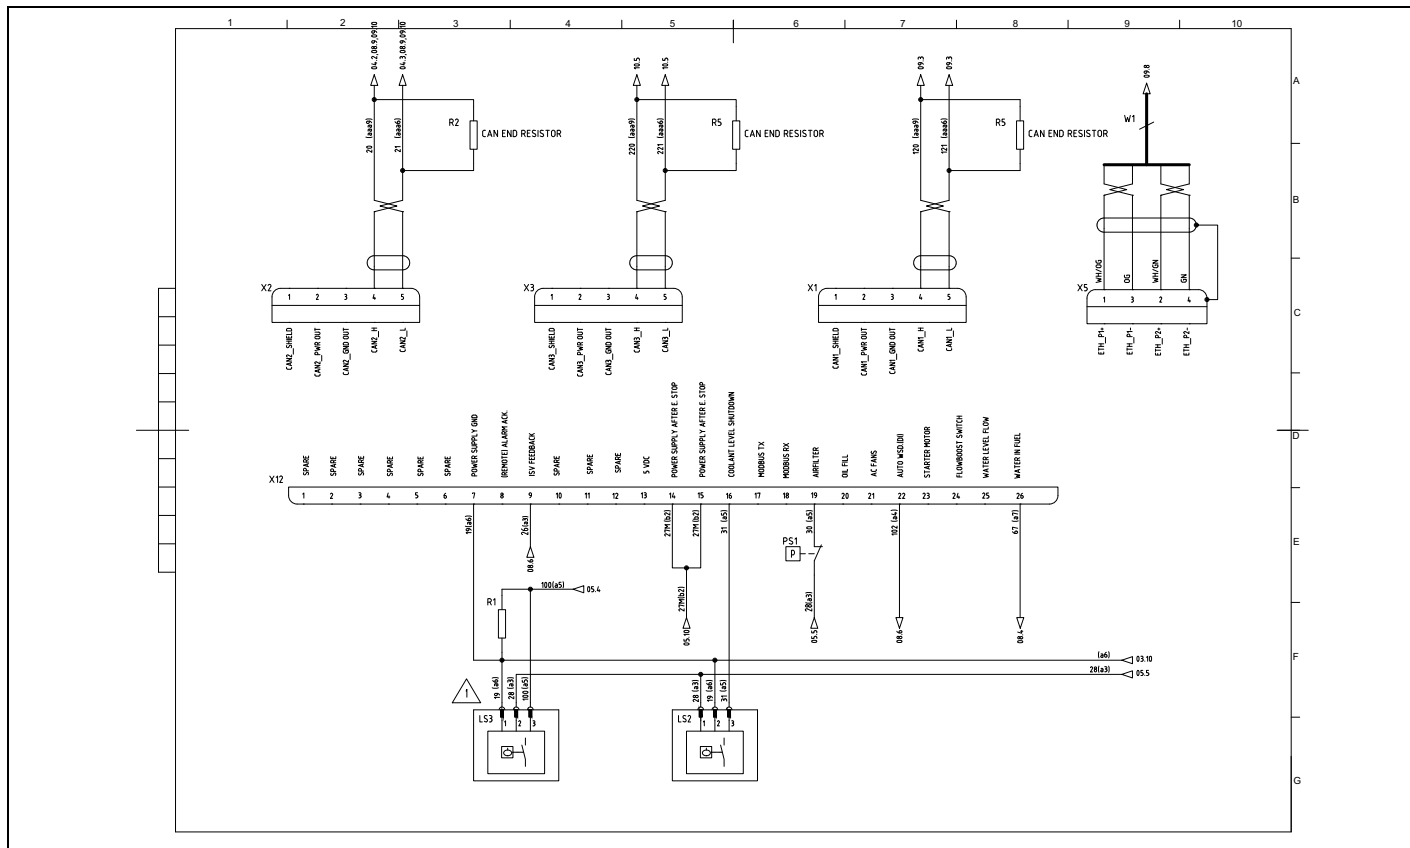 1 2 3 4 5 6 7 8 9 10
A
B
C
D
E
F
G
04.2,08.9,09.10
04.3,08.9,09.10
20 (aaa9)
21 (aaa6)
R2
CAN END RESISTOR
10.5
10.5
220 (aaa9)
221 (aaa6)
R5
CAN END RESISTOR
09.3
09.3
120 (aaa9)
121 (aaa6)
R5
CAN END RESISTOR
09.8
W1
WH/OG
OG
WH/GN
GN
X2
1 2 3 4 5
CAN2_SHIELD
CAN2_PWR OUT
CAN2_GND OUT
CAN2_H
CAN2_L
X3
1 2 3 4 5
CAN3_SHIELD
CAN3_PWR OUT
CAN3_GND OUT
CAN3_H
CAN3_L
X1
1 2 3 4 5
CAN1_SHIELD
CAN1_PWR OUT
CAN1_GND OUT
CAN1_H
CAN1_L
X5
1 3 2 4
ETH_P1+
ETH_P1-
ETH_P2+
ETH_P2-
SPARE
SPARE
SPARE
SPARE
SPARE
SPARE
POWER SUPPLY GND
(REMOTE) ALARM ACK.
ISV FEEDBACK
SPARE
SPARE
SPARE
5 VDC
POWER SUPPLY AFTER E. STOP
POWER SUPPLY AFTER E. STOP
COOLANT LEVEL SHUTDOWN
MODBUS TX
MODBUS RX
AIRFILTER
OIL FILL
AC FANS
AUTO WSD.(DI)
STARTER MOTOR
FLOWBOOST SWITCH
WATER LEVEL FLOW
WATER IN FUEL
X12
1 2 3 4 5 6 7 8 9 10 11 12 13 14 15 16 17 18 19 20 21 22 23 24 25 26
19(a6)
26(a3)
27M(b2)
27M(b2)
31 (a5)
30 (a5)
102 (a4)
67 (a7)
PS1
P
08.6
100(a5)
05.4
R1
27M(b2)
05.10
28(a3)
05.5
08.6
08.4
(a6)
03.10
28(a3)
05.5
1
19 (a6)
28 (a3)
100(a5)
LS3
1 2 3
28 (a3)
19 (a6)
31 (a5)
LS2
1 2 3